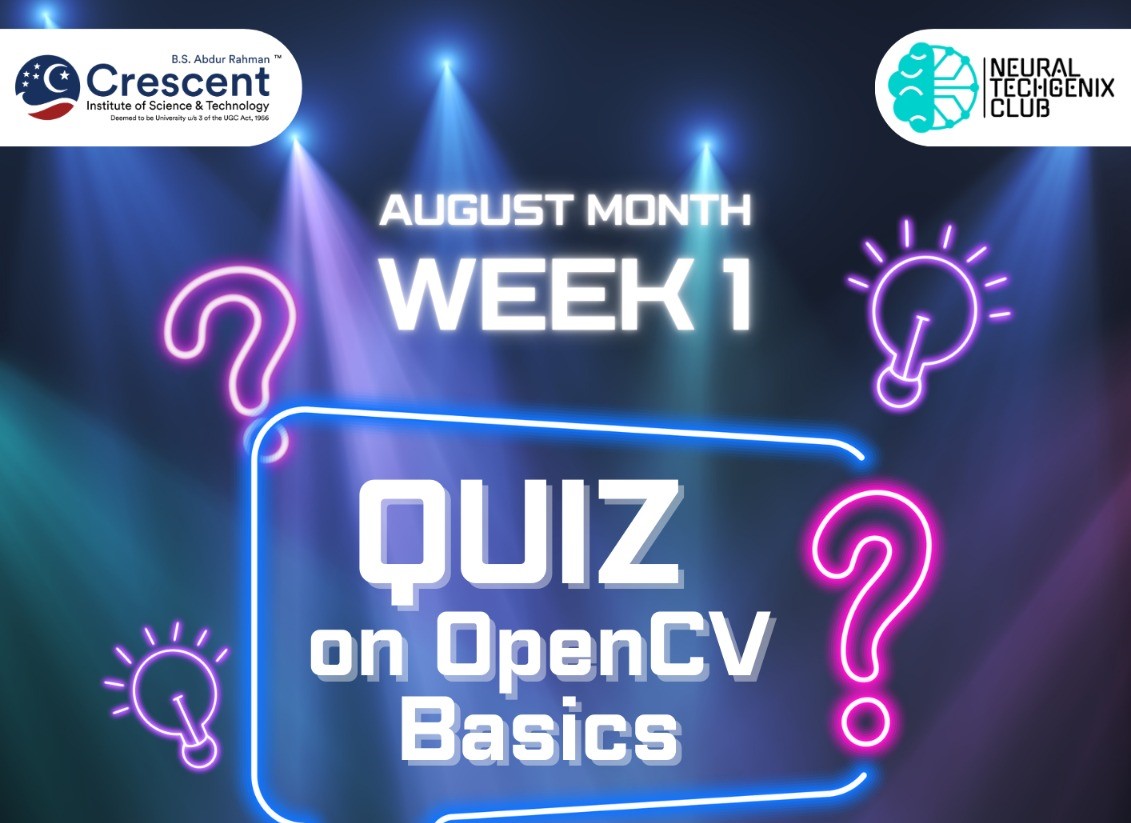 B.S. Abdur Rahman ™
Crescent
Institute of Science & Technology
Deemed to be University u/s 3 of the UGC Act, 1956
NEURAL
TECHGENIX
CLUB
AUGUST MONTH
WEEK 1
QUIZ
on OpenCV
Basics